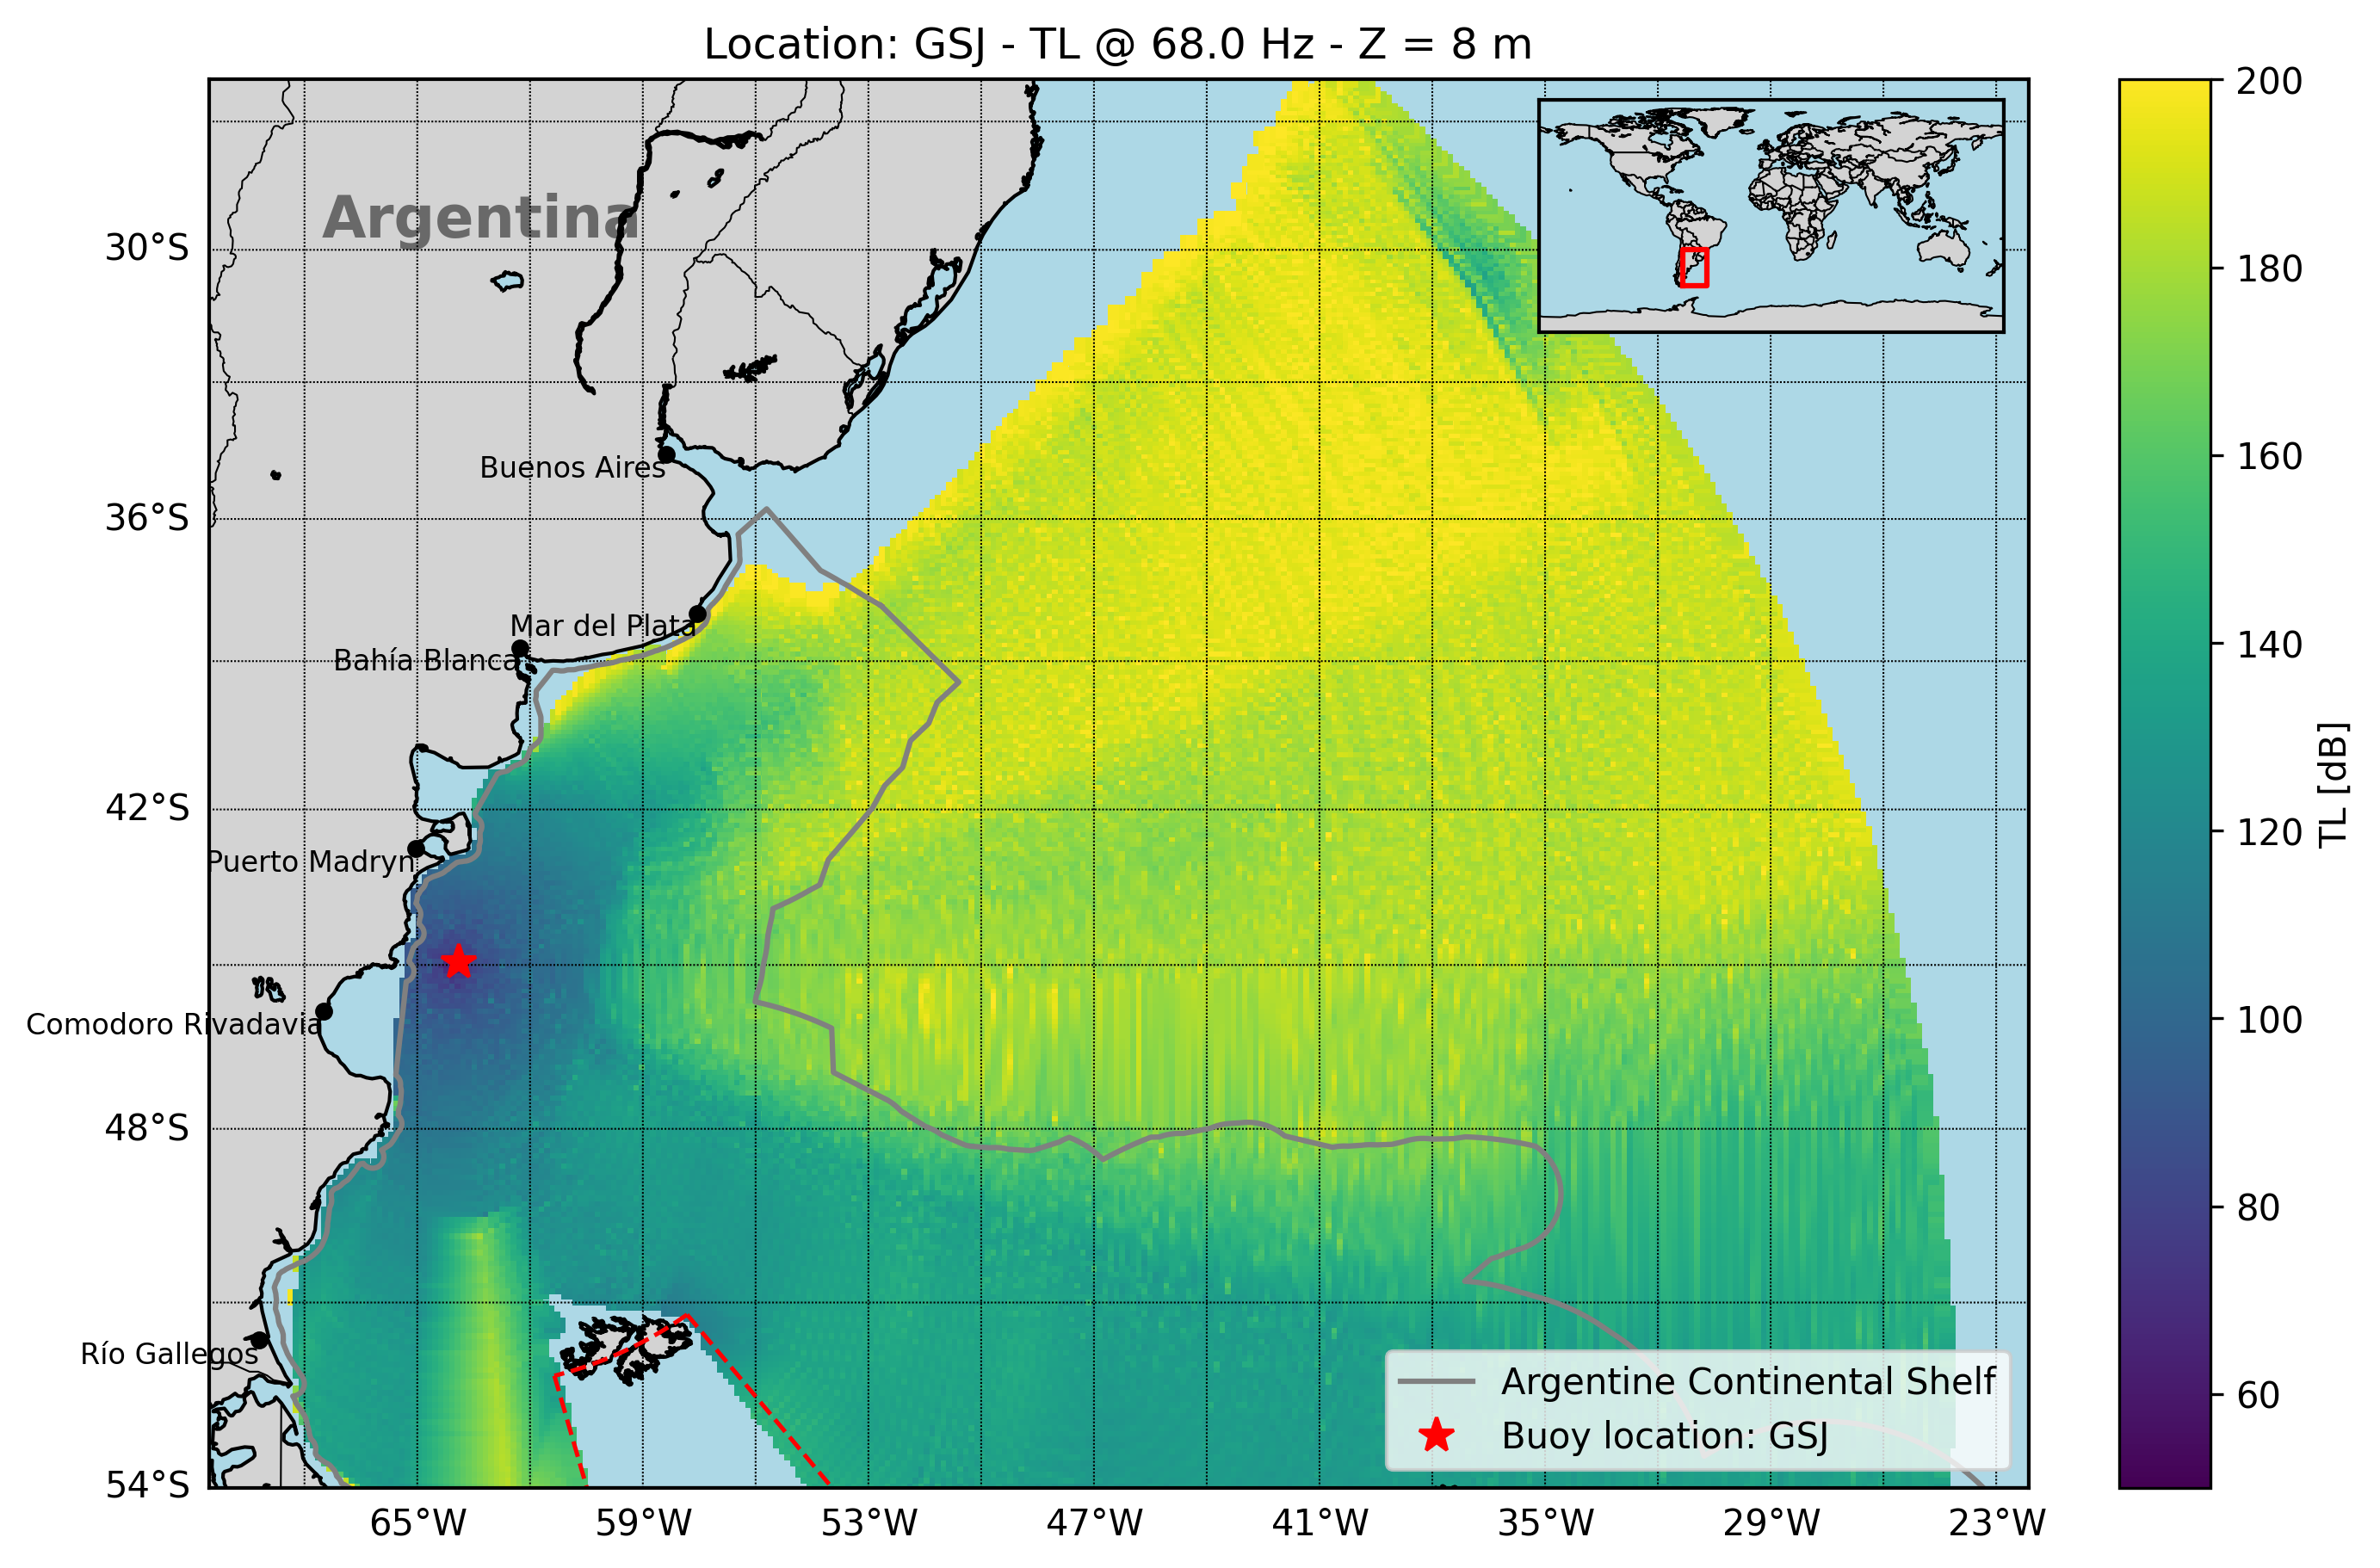 Location: GSJ - TL @ 68.0 Hz - Z = 8 m
Argentina
30°S
36°S
42°S
48°S
54°S
Buenos Aires
Mar del Plata
Bahía Blanca
Puerto Madryn
Comodoro Rivadavia
Río Gallegos
65°W
59°W
53°W
47°W
41°W
35°W
29°W
23°W
Argentine Continental Shelf
Buoy location: GSJ
200
180
160
140
120
100
80
60
TL [dB]